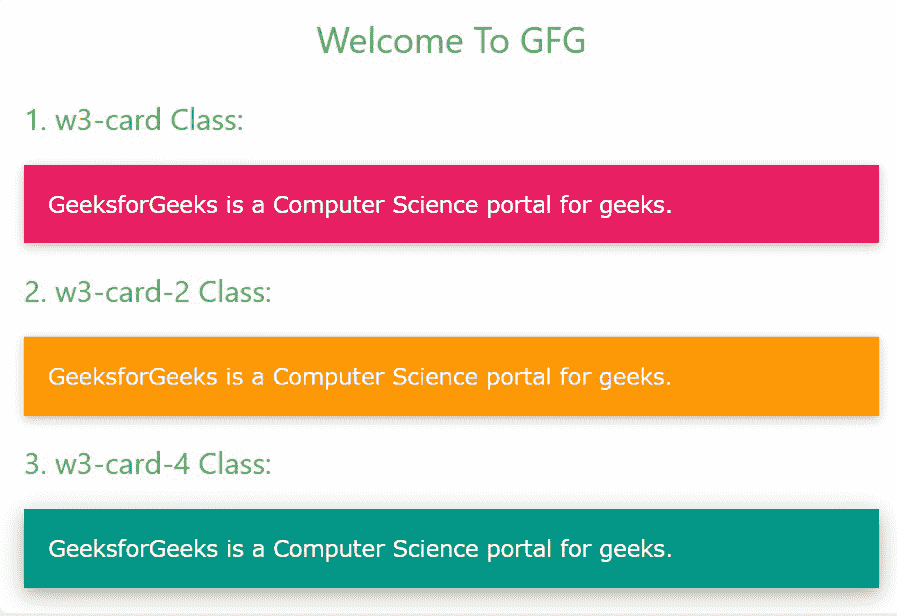 Welcome To GFG
1. w3-card Class:
GeeksforGeeks is a Computer Science portal for geeks.
2. w3-card-2 Class:
GeeksforGeeks is a Computer Science portal for geeks.
3. w3-card-4 Class:
GeeksforGeeks is a Computer Science portal for geeks.